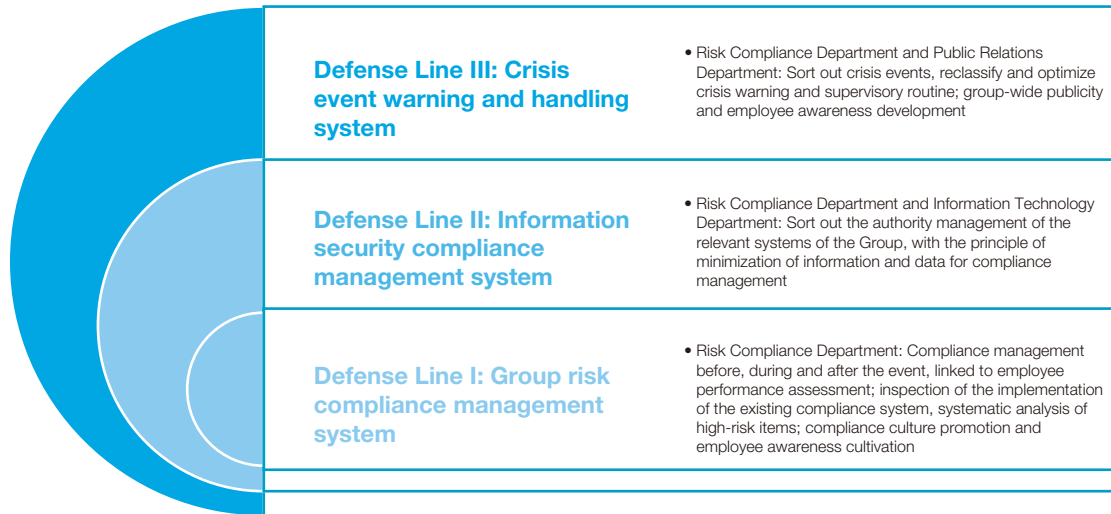 Defense Line III: Crisis
event warning and handling
system
• Risk Compliance Department and Public Relations
Department: Sort out crisis events, reclassify and optimize
crisis warning and supervisory routine; group-wide publicity
and employee awareness development
Defense Line II: Information
security compliance
management system
• Risk Compliance Department and Information Technology
Department: Sort out the authority management of the
relevant systems of the Group, with the principle of
minimization of information and data for compliance
management
Defense Line I: Group risk
compliance management
system
• Risk Compliance Department: Compliance management
before, during and after the event, linked to employee
performance assessment; inspection of the implementation
of the existing compliance system, systematic analysis of
high-risk items; compliance culture promotion and
employee awareness cultivation